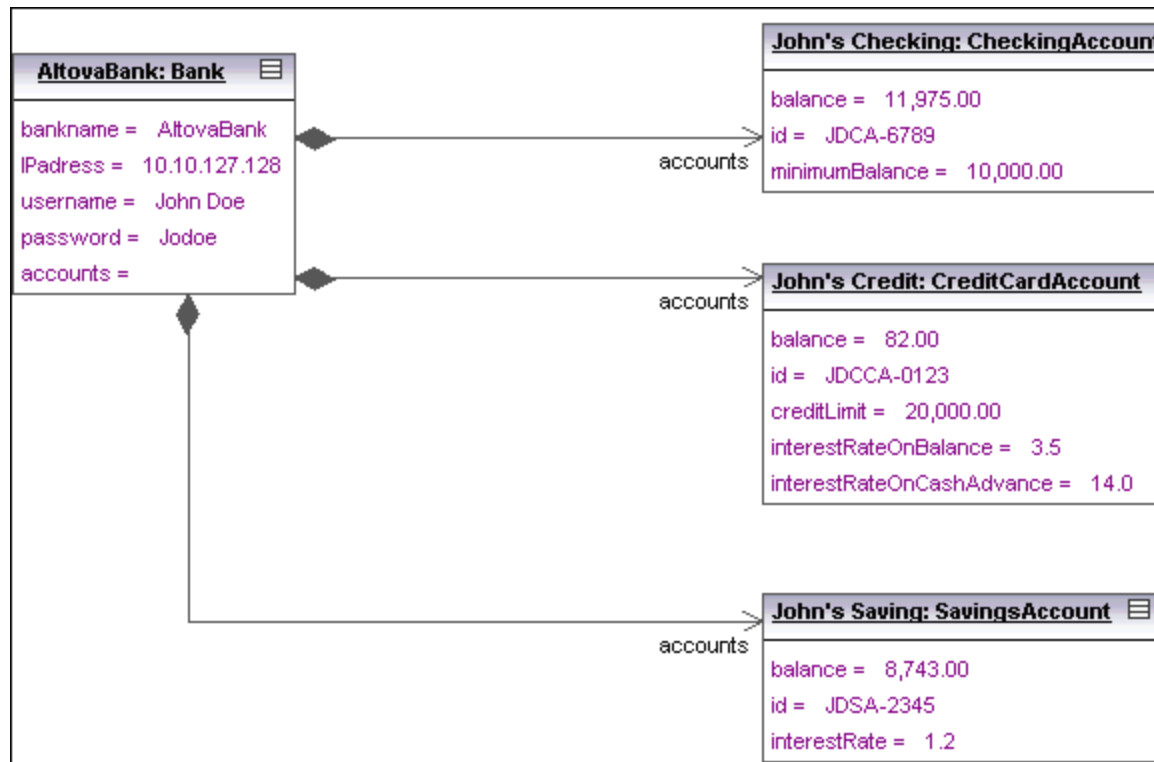 AltovaBank: Bank
bankname = AltovaBank
IPadress = 10.10.127.128
username = John Doe
password = Jodoe
accounts =
accounts
John's Checking: CheckingAccount
balance = 11,975.00
id = JDCA-6789
minimumBalance = 10,000.00
accounts
John's Credit: CreditCardAccount
balance = 82.00
id = JDCCA-0123
creditLimit = 20,000.00
interestRateOnBalance = 3.5
interestRateOnCashAdvance = 14.0
accounts
John's Saving: SavingsAccount
balance = 8,743.00
id = JDSA-2345
interestRate = 1.2